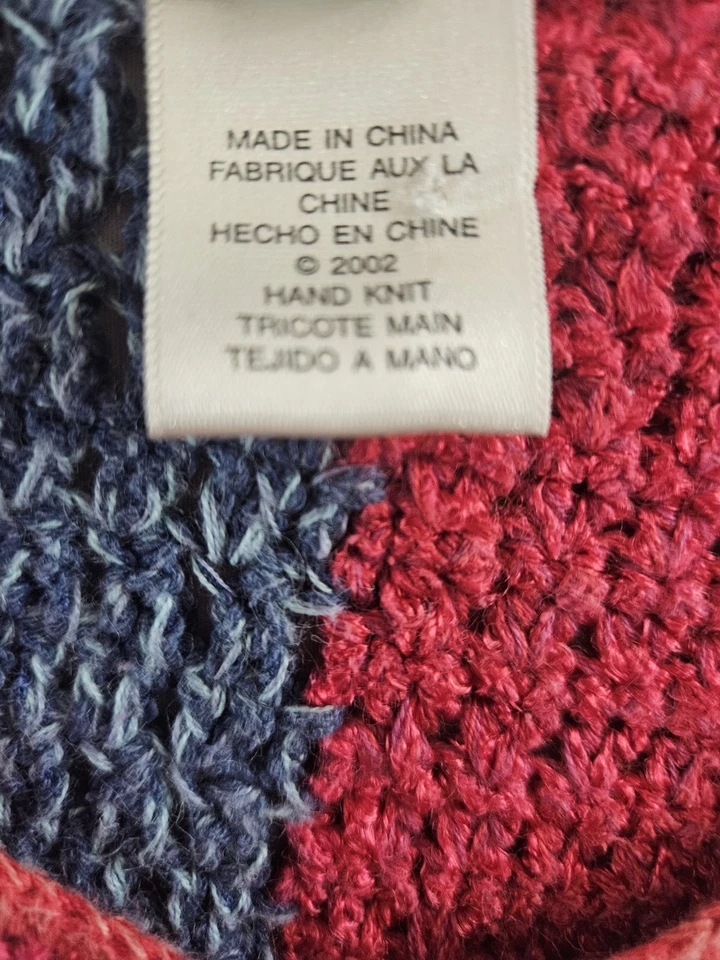 MADE IN CHINA
FABRIQUE AUX LA
CHINE
HECHO EN CHINE
© 2002
HAND KNIT
TRICOTE MAIN
TEJIDO A MANO